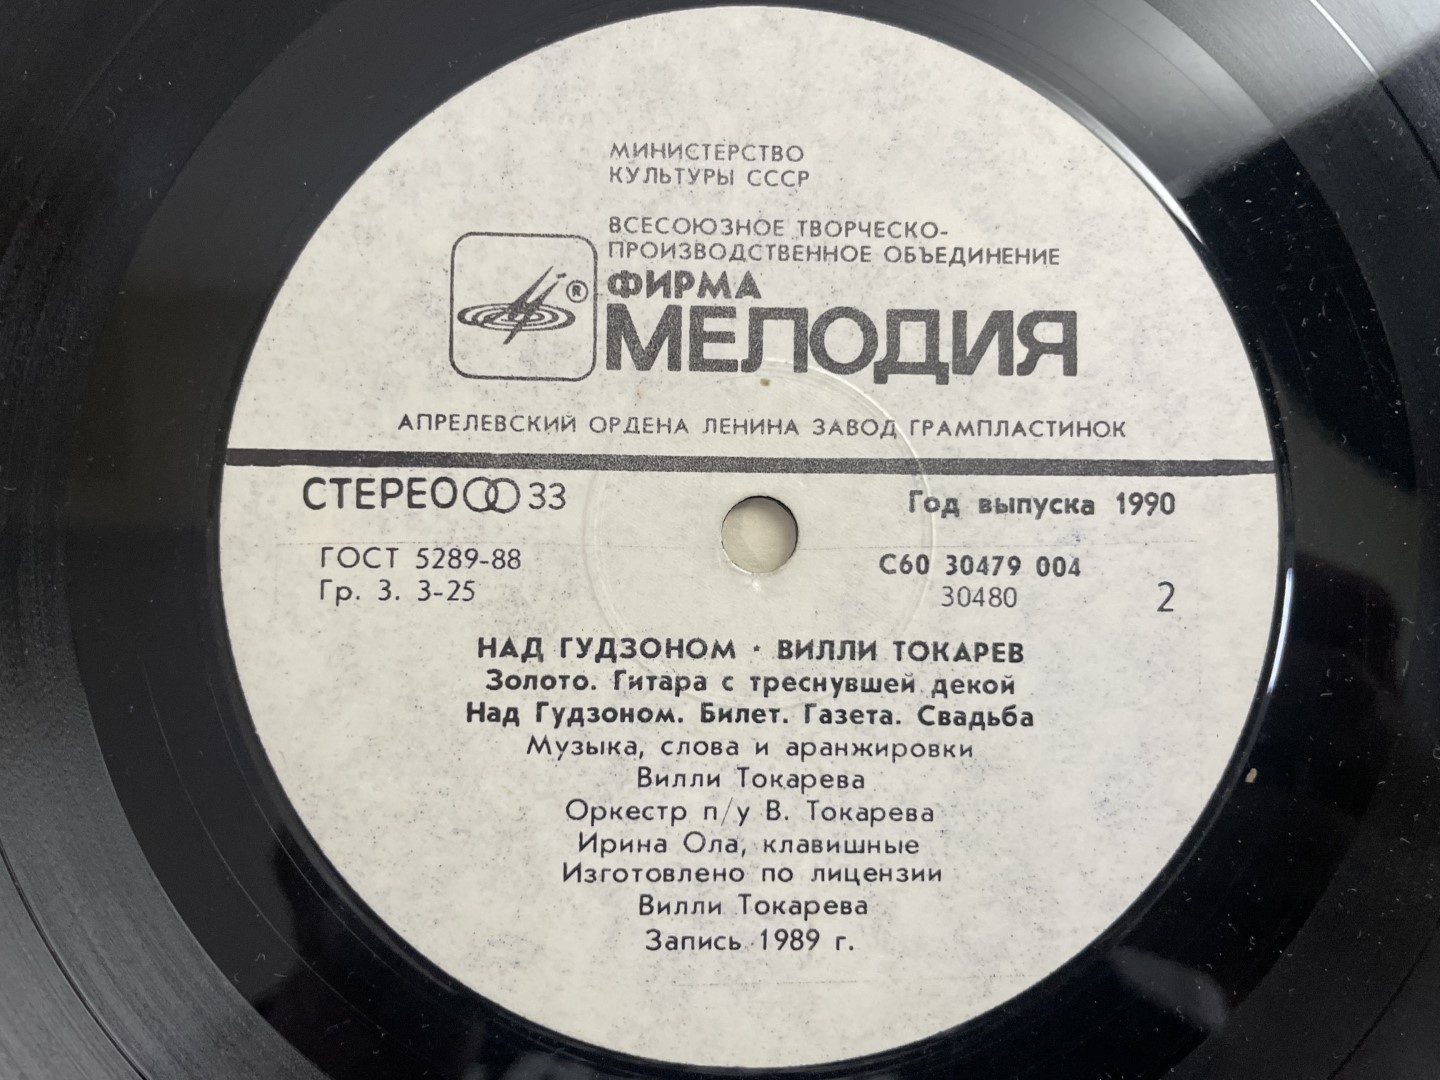 МИНИСТЕРСТВО
КУЛЬТУРЫ СССР
ВСЕСОЮЗНОЕ ТВОРЧЕСКО-
ПРОИЗВОДСТВЕННОЕ ОБЪЕДИНЕНИЕ
ФИРМА
®
МЕЛОДИЯ
АПРЕЛЕВСКИЙ ОРДЕНА ЛЕНИНА ЗАВОД ГРАМПЛАСТИНОК
СТЕРЕО 33
Год выпуска 1990
ГОСТ 5289-88
С60 30479 004
Гр. 3. 3-25
30480
2
НАД ГУДЗОНОМ · ВИЛЛИ ТОКАРЕВ
Золото. Гитара с треснувшей декой
Над Гудзоном. Билет. Газета. Свадьба
Музыка, слова и аранжировки
Вилли Токарева
Оркестр п/у В. Токарева
Ирина Ола, клавишные
Изготовлено по лицензии
Вилли Токарева
Запись 1989 г.